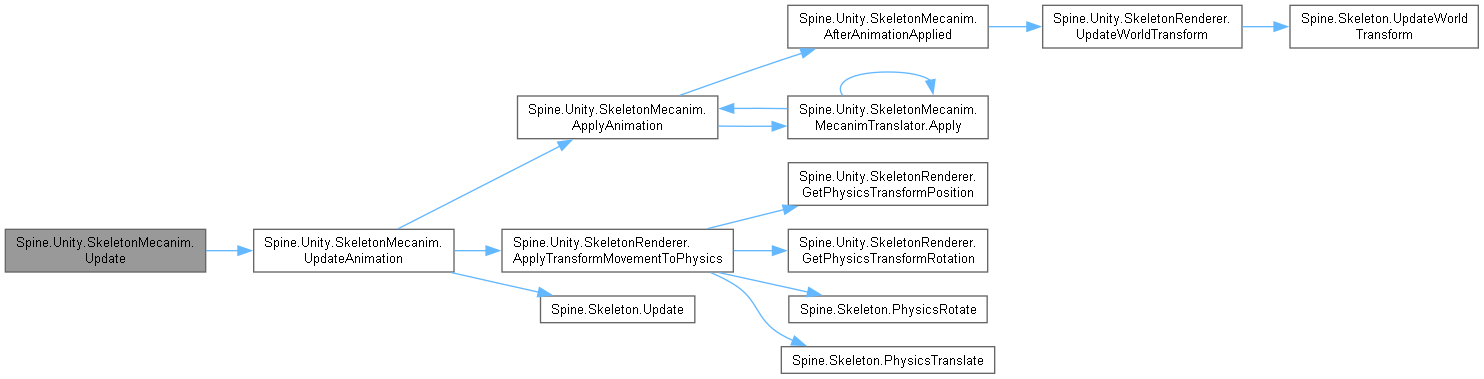 Spine.Unity.SkeletonMecanim.
Update
Spine.Unity.SkeletonMecanim.
UpdateAnimation
Spine.Unity.SkeletonMecanim.
ApplyAnimation
Spine.Unity.SkeletonMecanim.
AfterAnimationApplied
Spine.Unity.SkeletonRenderer.
UpdateWorldTransform
Spine.Skeleton.UpdateWorld
Transform
Spine.Unity.SkeletonMecanim.
MecanimTranslator.Apply
Spine.Unity.SkeletonRenderer.
ApplyTransformMovementToPhysics
Spine.Unity.SkeletonRenderer.
GetPhysicsTransformPosition
Spine.Unity.SkeletonRenderer.
GetPhysicsTransformRotation
Spine.Skeleton.PhysicsRotate
Spine.Skeleton.PhysicsTranslate
Spine.Skeleton.Update